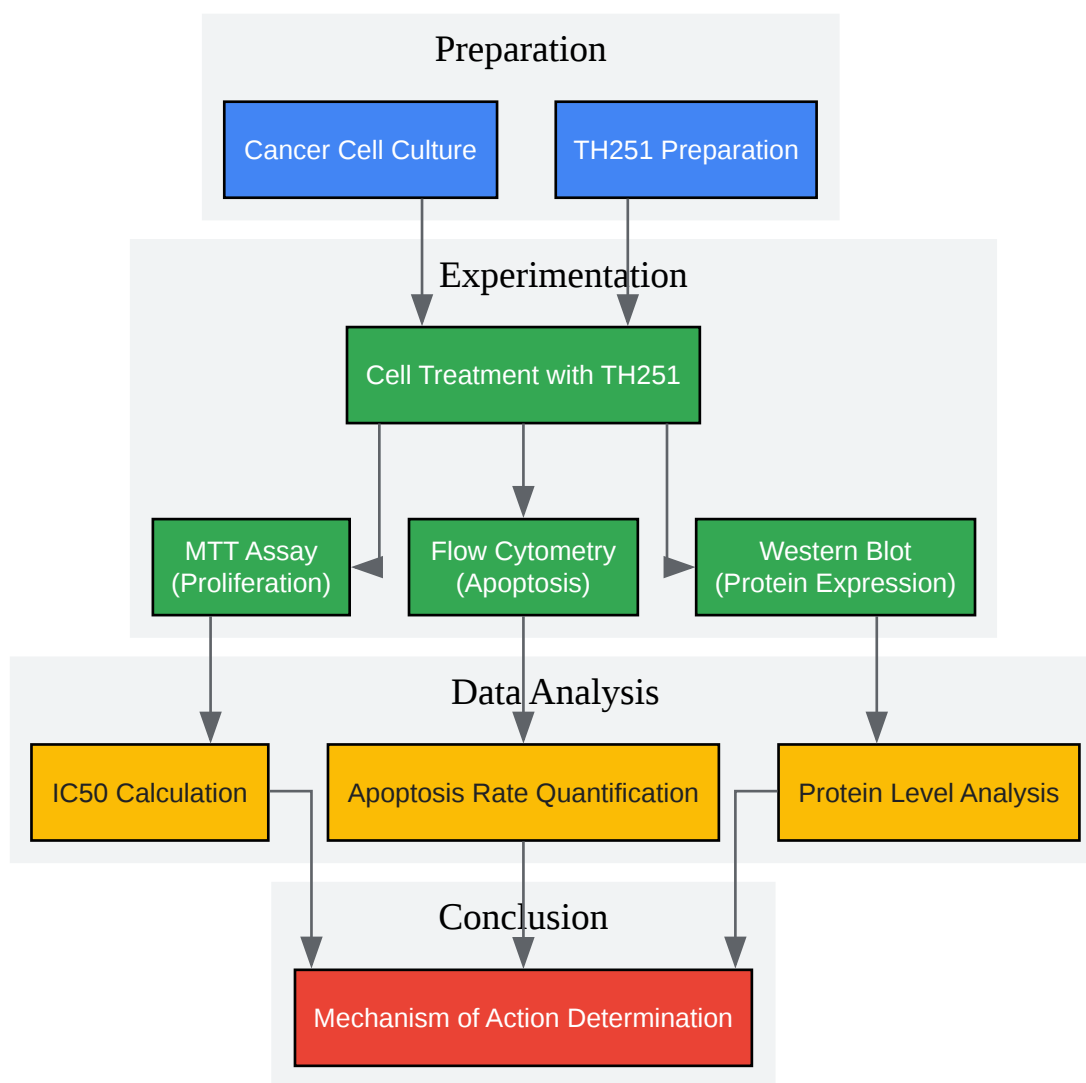 Preparation
Cancer Cell Culture
TH251 Preparation
Experimentation
Cell Treatment with TH251
MTT Assay
(Proliferation)
Flow Cytometry
(Apoptosis)
Western Blot
(Protein Expression)
Data Analysis
IC50 Calculation
Apoptosis Rate Quantification
Protein Level Analysis
Conclusion
Mechanism of Action Determination